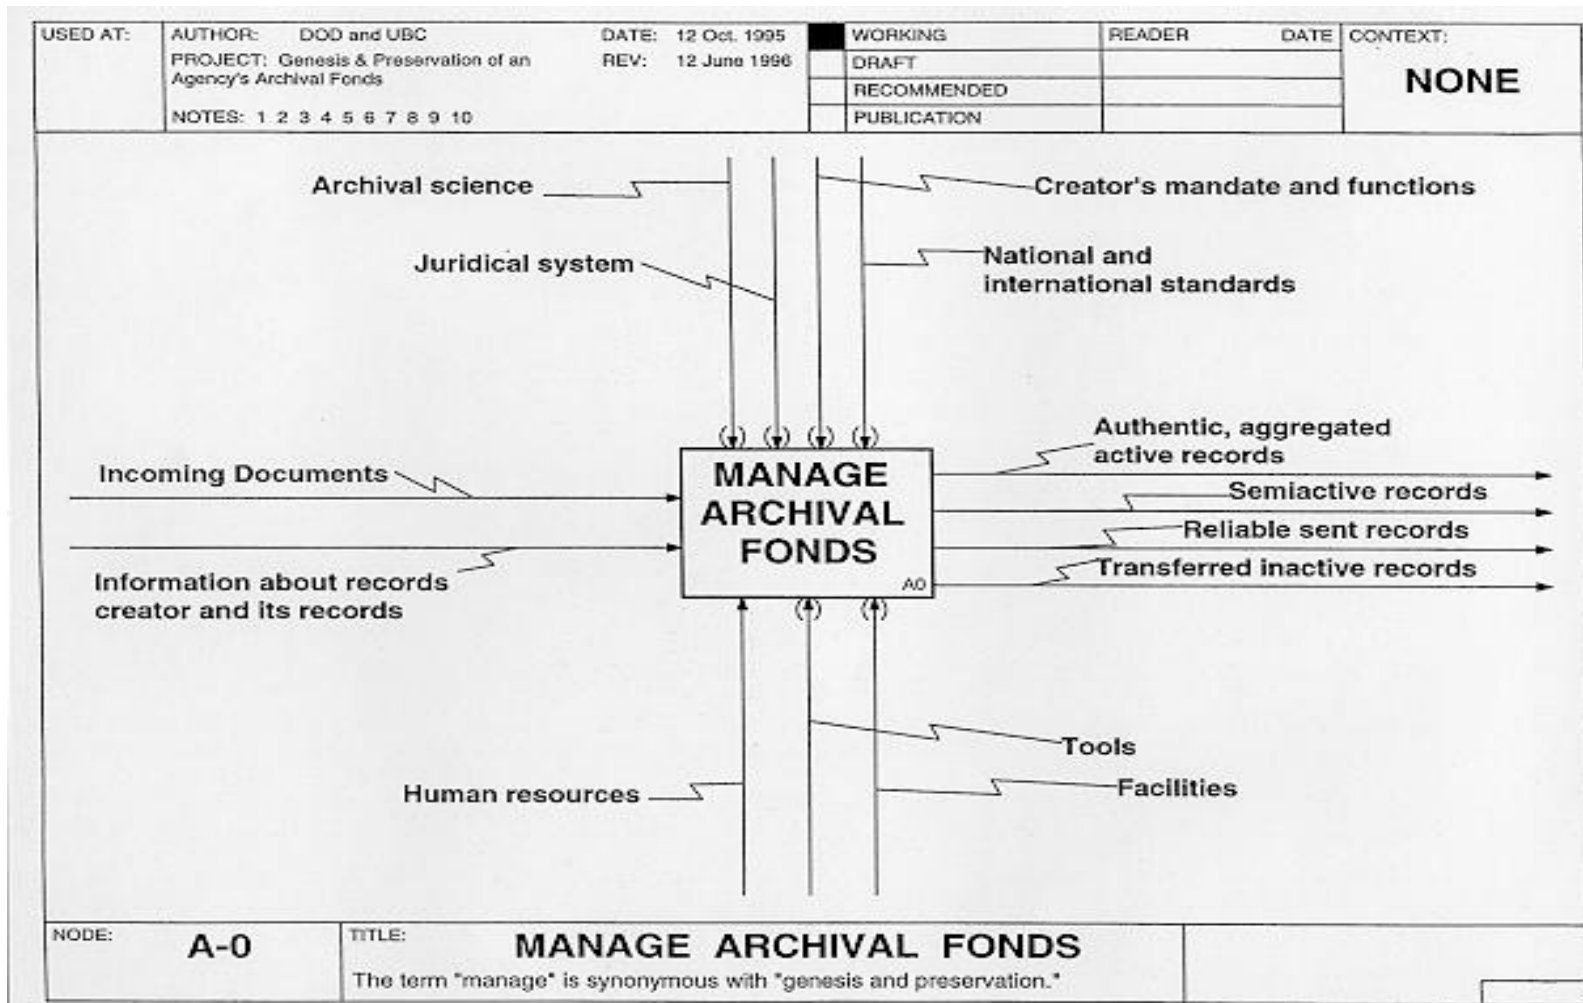 USED AT:
AUTHOR: DOD and UBC
DATE: 12 Oct. 1995
PROJECT: Genesis & Preservation of an
Agency's Archival Fonds
REV: 12 June 1996
NOTES: 1 2 3 4 5 6 7 8 9 10
WORKING
DRAFT
RECOMMENDED
PUBLICATION
READER DATE
CONTEXT:
NONE
Archival science
Creator's mandate and functions
Juridical system
National and
international standards
Authentic, aggregated
active records
Incoming Documents
MANAGE
ARCHIVAL
FONDS
A0
Semiactive records
Reliable sent records
Transferred inactive records
Information about records
creator and its records
Tools
Human resources
Facilities
NODE:
A-0
TITLE:
MANAGE ARCHIVAL FONDS
The term "manage" is synonymous with "genesis and preservation."